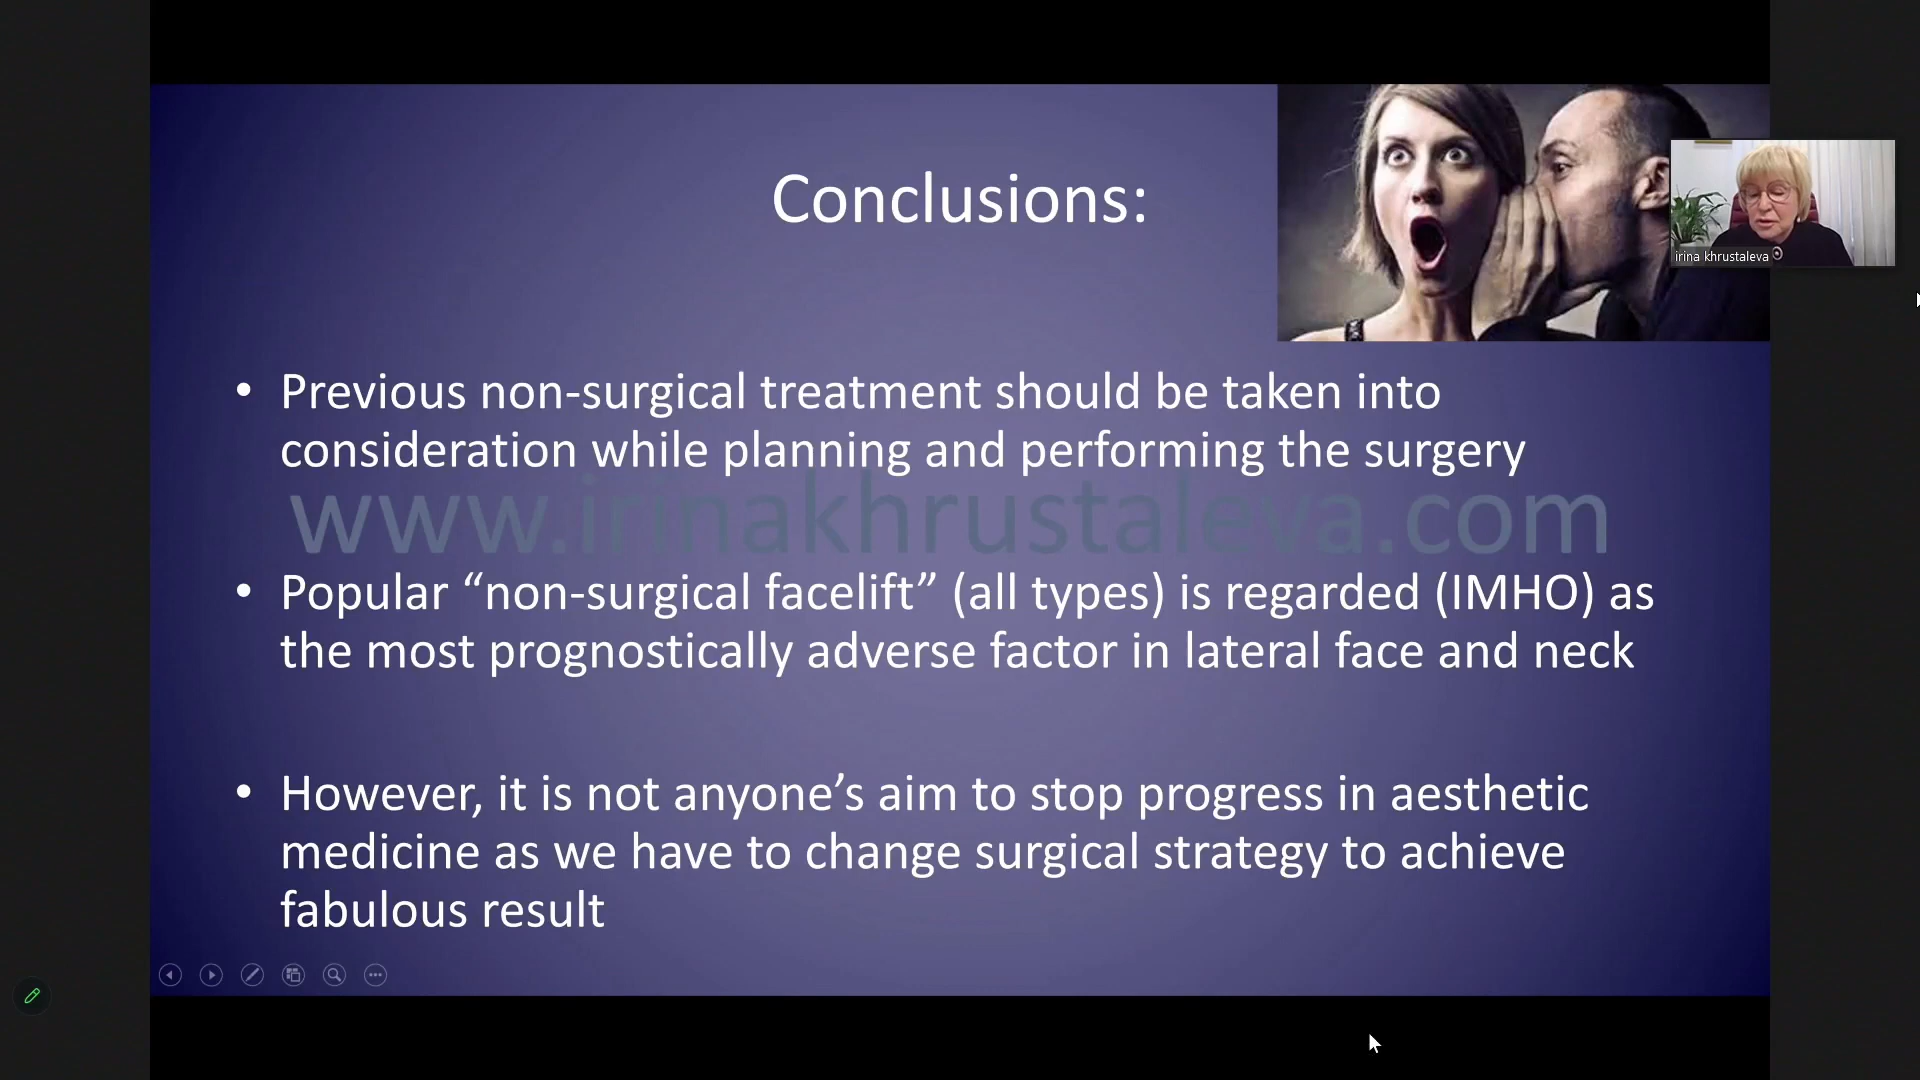 Conclusions:
irina khrustaleva
• Previous non-surgical treatment should be taken into
consideration while planning and performing the surgery
www.irinakhrustaleva.com
• Popular “non-surgical facelift” (all types) is regarded (IMHO) as
the most prognostically adverse factor in lateral face and neck
• However, it is not anyone’s aim to stop progress in aesthetic
medicine as we have to change surgical strategy to achieve
fabulous result